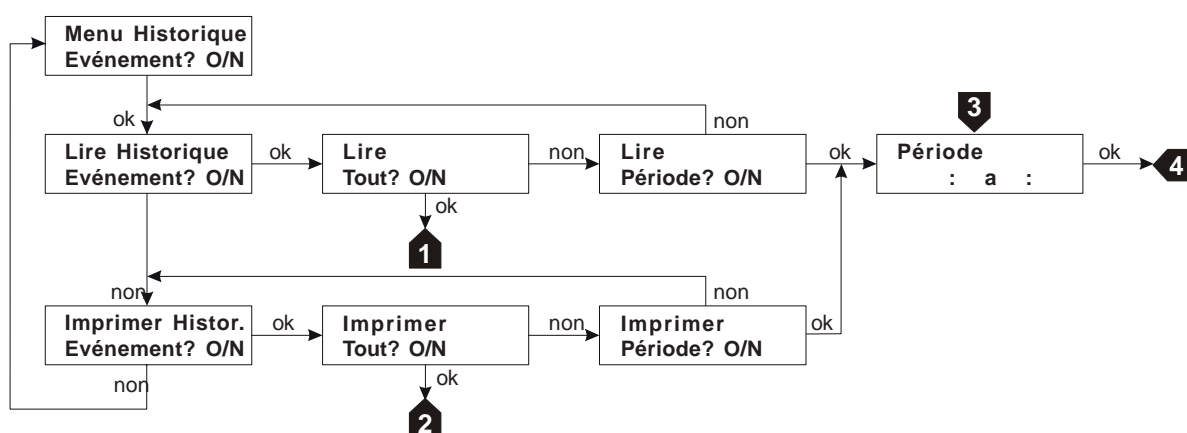 Menu Historique
Evénement? O/N
ok
3
non
Lire Historique
Evénement? O/N
ok
Lire
Tout? O/N
non
Lire
Période? O/N
ok
Période
: a :
ok
4
ok
1
non
non
Imprimer Histor.
Evénement? O/N
ok
Imprimer
Tout? O/N
non
Imprimer
Période? O/N
ok
non
ok
2